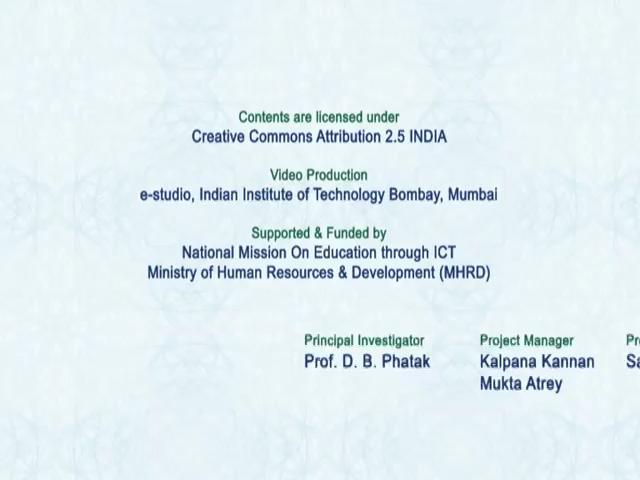 Contents are licensed under
Creative Commons Attribution 2.5 INDIA
Video Production
e-studio, Indian Institute of Technology Bombay, Mumbai
Supported & Funded by
National Mission On Education through ICT
Ministry of Human Resources & Development (MHRD)
Principal Investigator
Prof. D. B. Phatak
Project Manager
Kalpana Kannan
Mukta Atrey